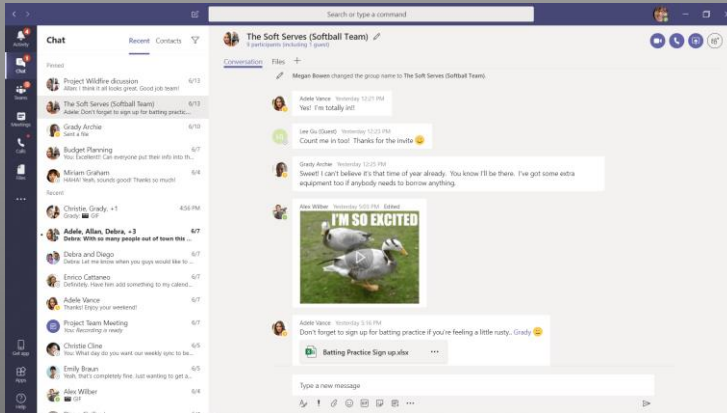 Search or type a command
Activity
Chat
Teams
Meetings
Calls
Files
Get app
Apps
Help
Chat
Recent
Contacts
Pinned
Project Wildfire dicussion
6/13
Allan: I think it all looks great. Good job team!
The Soft Serves (Softball Team)
6/13
Adele: Don't forget to sign up for batting practic...
Grady Archie
6/10
Sent a file
Budget Planning
6/7
You: Excellent!! Can everyone put their info into th...
Miriam Graham
6/4
HAHA! Yeah, sounds good! Thanks so much!
Recent
Christie, Grady, +1
4:56 PM
Grady: GIF
Adele, Allan, Debra, +3
6/7
Debra: With so many people out of town this ...
Debra and Diego
6/7
Debra: Let me know when you guys would like to ...
Enrico Cattaneo
6/7
Definitely. Have him add something to my calend...
Adele Vance
6/7
Thanks! Enjoy your weekend!
Project Team Meeting
6/7
You: Recording is ready
Christie Cline
6/5
You: What day do you want our weekly sync to be...
Emily Braun
6/5
Yeah, that's completely fine. Just wanting to get a...
Alex Wilber
6/4
GIF
The Soft Serves (Softball Team)
9 participants (including 1 guest)
Conversation
Files
Megan Bowen changed the group name to The Soft Serves (Softball Team).
Adele Vance Yesterday 12:21 PM
Yes! I'm totally in!!
Lee Gu (Guest) Yesterday 12:23 PM
Count me in too! Thanks for the invite
Grady Archie Yesterday 12:25 PM
Sweet! I can't believe it's that time of year already. You know I'll be there. I've got some extra
equipment too if anybody needs to borrow anything.
Alex Wilber Yesterday 5:05 PM Edited
I'M SO EXCITED
Adele Vance Yesterday 5:16 PM
Don't forget to sign up for batting practice if you're feeling a little rusty.. Grady
Batting Practice Sign up.xlsx
Type a new message